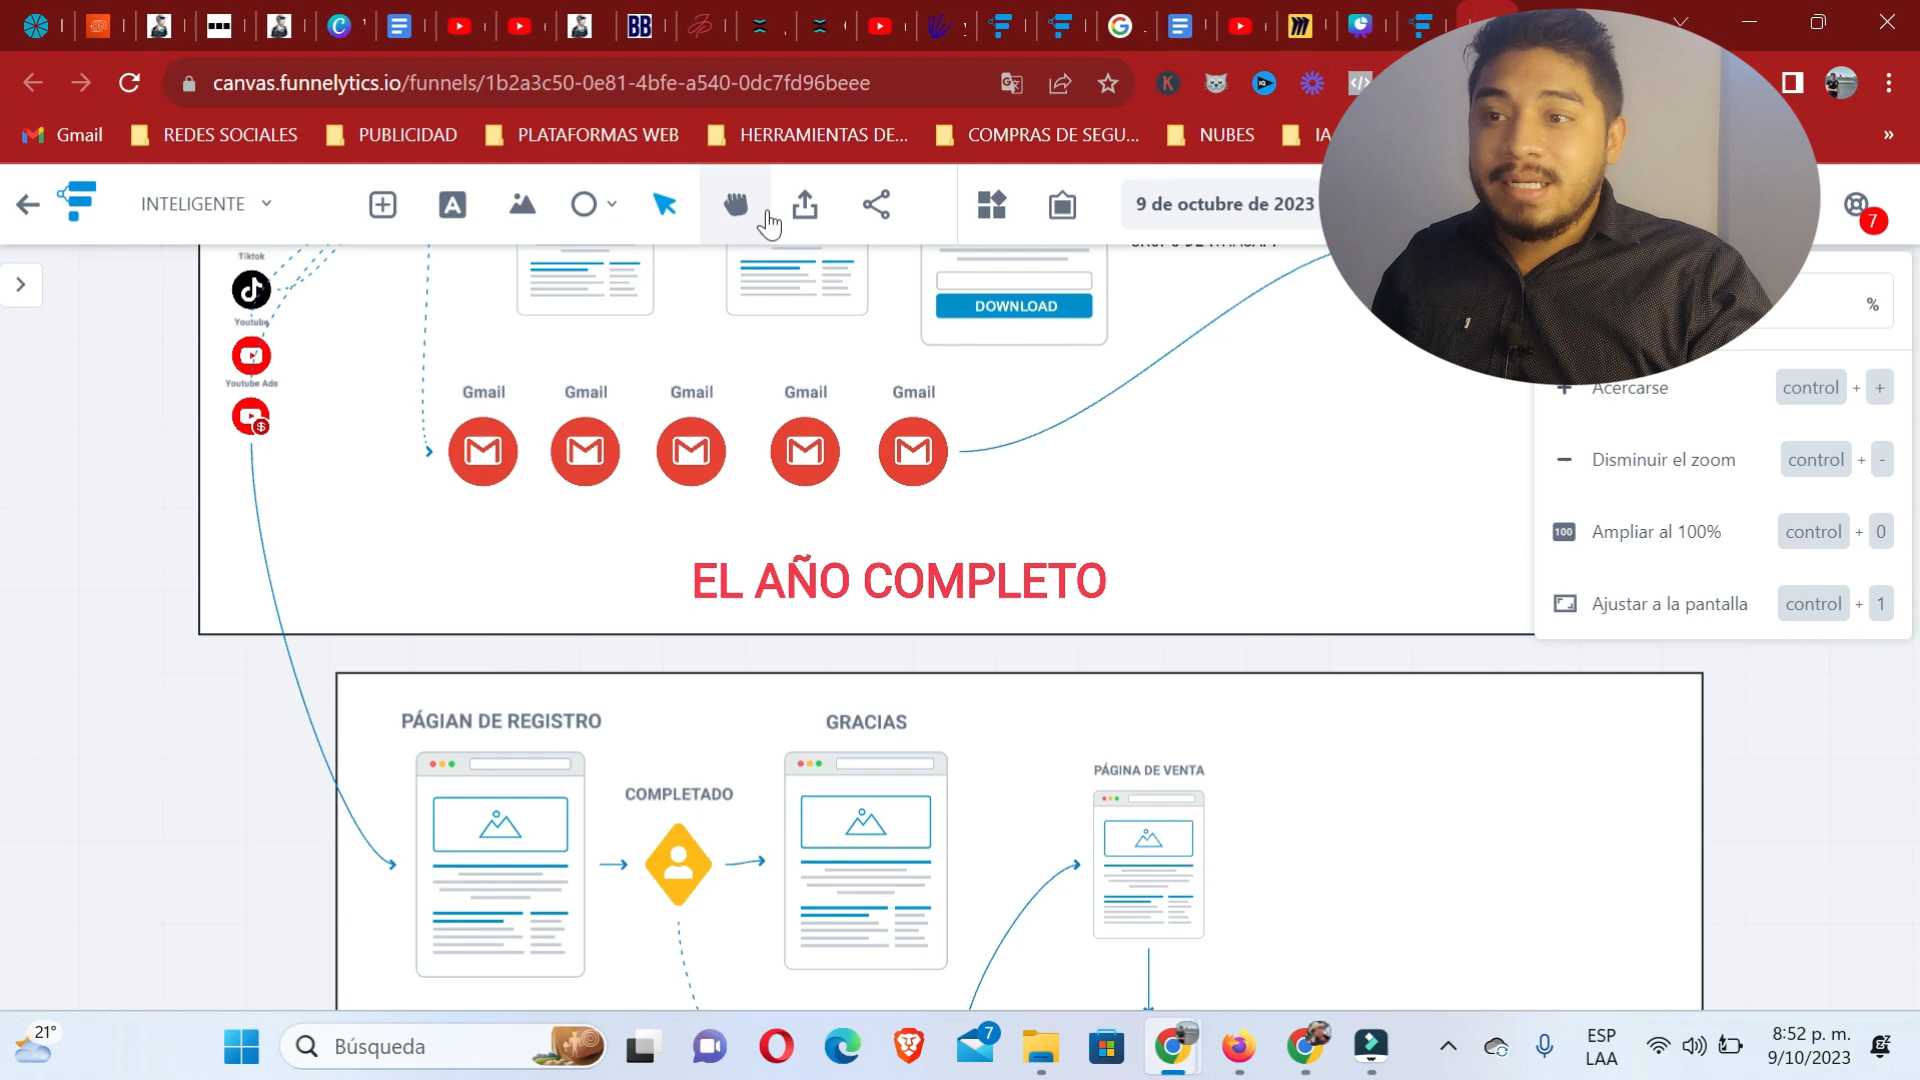 canvas.funnelytics.io/funnels/1b2a3c50-0e81-4bfe-a540-0dc7fd96beee
Gmail
REDES SOCIALES
PUBLICIDAD
PLATAFORMAS WEB
HERRAMIENTAS DE...
COMPRAS DE SEGU...
NUBES
IA
»
INTELIGENTE
9 de octubre de 2023
7
Tiktok
Youtube
Youtube Ads
DOWNLOAD
%
Gmail
Gmail
Gmail
Gmail
Gmail
Acercarse
control + +
Disminuir el zoom
control + -
100
Ampliar al 100%
control + 0
Ajustar a la pantalla
control + 1
EL AÑO COMPLETO
PÁGIAN DE REGISTRO
GRACIAS
COMPLETADO
PÁGINA DE VENTA
21°
Búsqueda
7
ESP
LAA
8:52 p. m.
9/10/2023